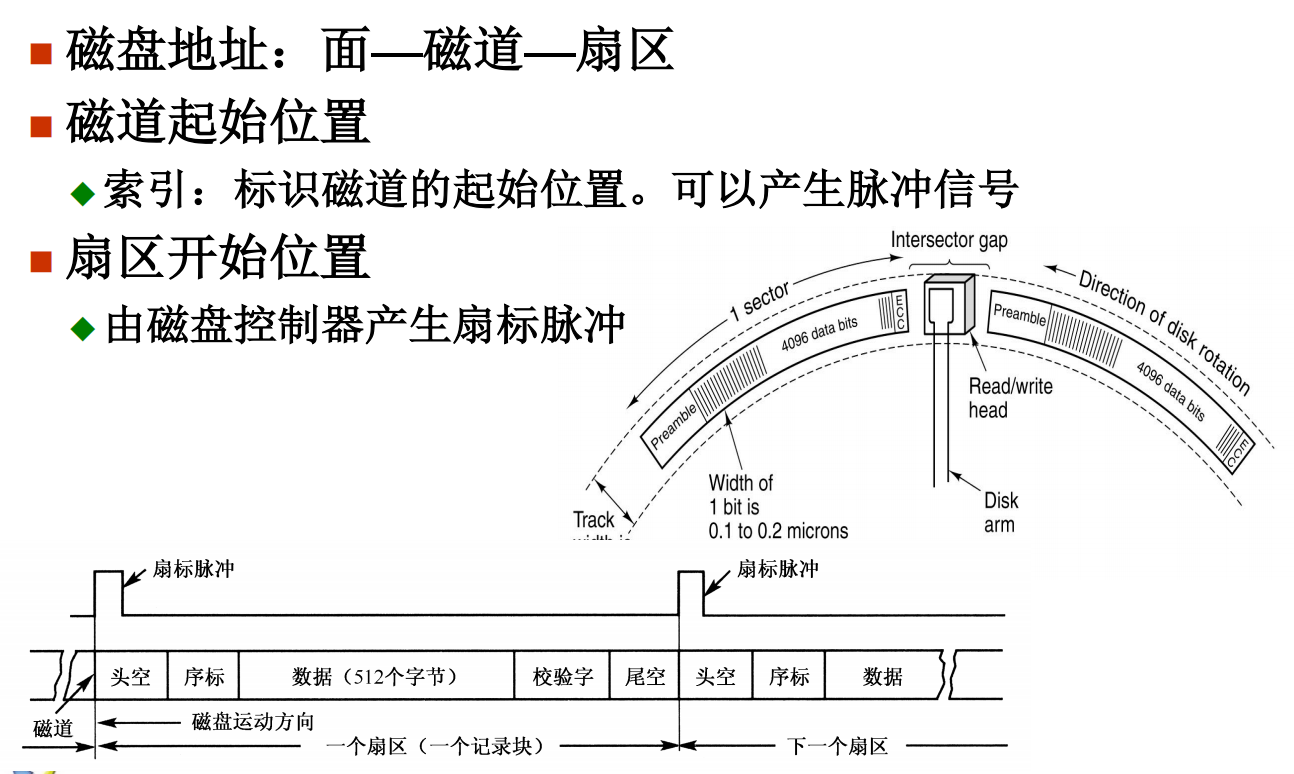 磁盘地址：面—磁道—扇区
磁道起始位置
索引：标识磁道的起始位置。可以产生脉冲信号
扇区开始位置
由磁盘控制器产生扇标脉冲
Intersector gap
1 sector
Direction of disk rotation
Preamble
4096 data bits
ECC
Preamble
4096 data bits
ECC
Read/write
head
Width of
1 bit is
0.1 to 0.2 microns
Track
width is
Disk
arm
扇标脉冲
扇标脉冲
头空 序标 数据（512个字节） 校验字 尾空 头空 序标 数据
磁道
磁盘运动方向
一个扇区（一个记录块） 下一个扇区